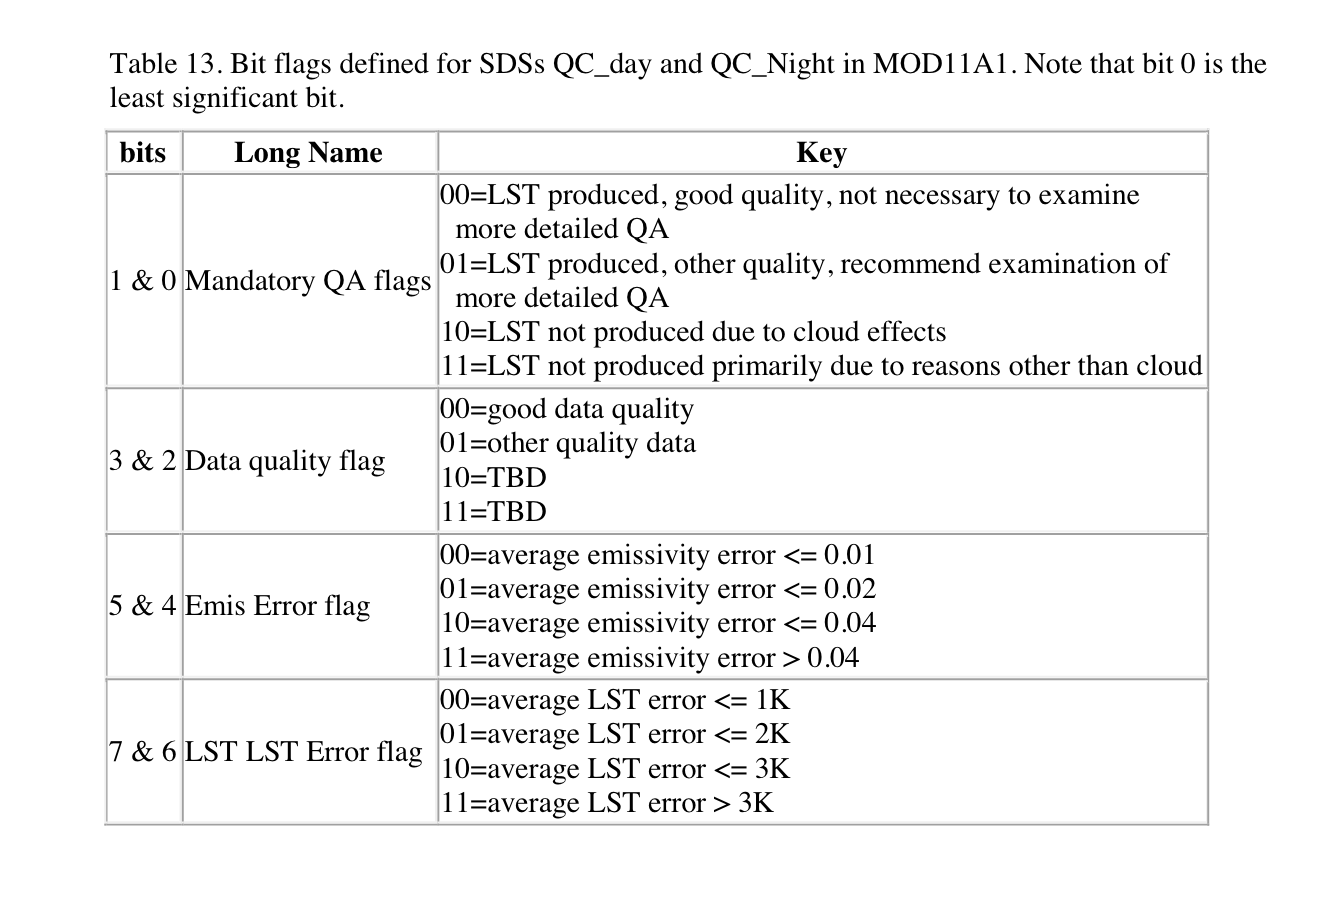 Table 13. Bit flags defined for SDSs QC_day and QC_Night in MOD11A1. Note that bit 0 is the
least significant bit.
bits Long Name Key
1 & 0 Mandatory QA flags
00=LST produced, good quality, not necessary to examine
more detailed QA
01=LST produced, other quality, recommend examination of
more detailed QA
10=LST not produced due to cloud effects
11=LST not produced primarily due to reasons other than cloud
3 & 2 Data quality flag
00=good data quality
01=other quality data
10=TBD
11=TBD
5 & 4 Emis Error flag
00=average emissivity error <= 0.01
01=average emissivity error <= 0.02
10=average emissivity error <= 0.04
11=average emissivity error > 0.04
7 & 6 LST LST Error flag
00=average LST error <= 1K
01=average LST error <= 2K
10=average LST error <= 3K
11=average LST error > 3K